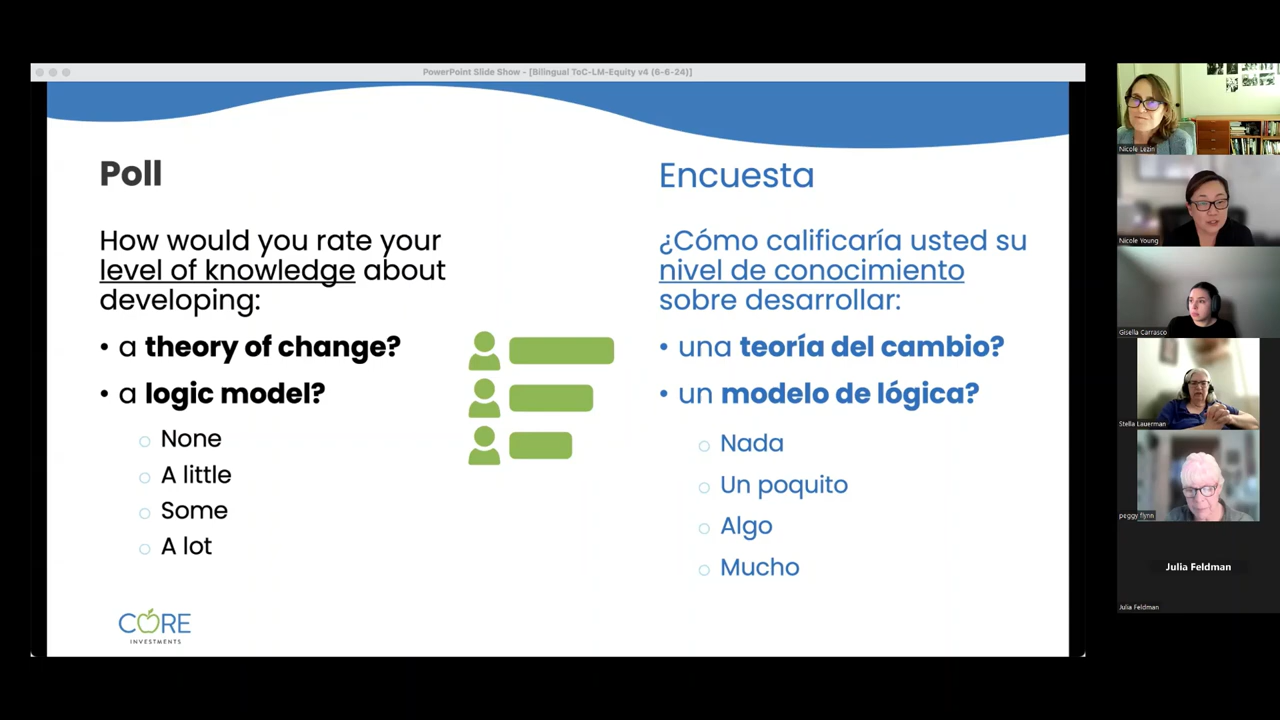 PowerPoint Slide Show - [Bilingual ToC-LM-Equity v4 (6-6-24)]
Poll
How would you rate your
level of knowledge about
developing:
• a theory of change?
• a logic model?
○ None
○ A little
○ Some
○ A lot
CORE
INVESTMENTS
Encuesta
¿Cómo calificaría usted su
nivel de conocimiento
sobre desarrollar:
• una teoría del cambio?
• un modelo de lógica?
○ Nada
○ Un poquito
○ Algo
○ Mucho
Nicole Lezin
Nicole Young
Gisella Carrasco
Stella Lauerman
peggy flynn
Julia Feldman
Julia Feldman